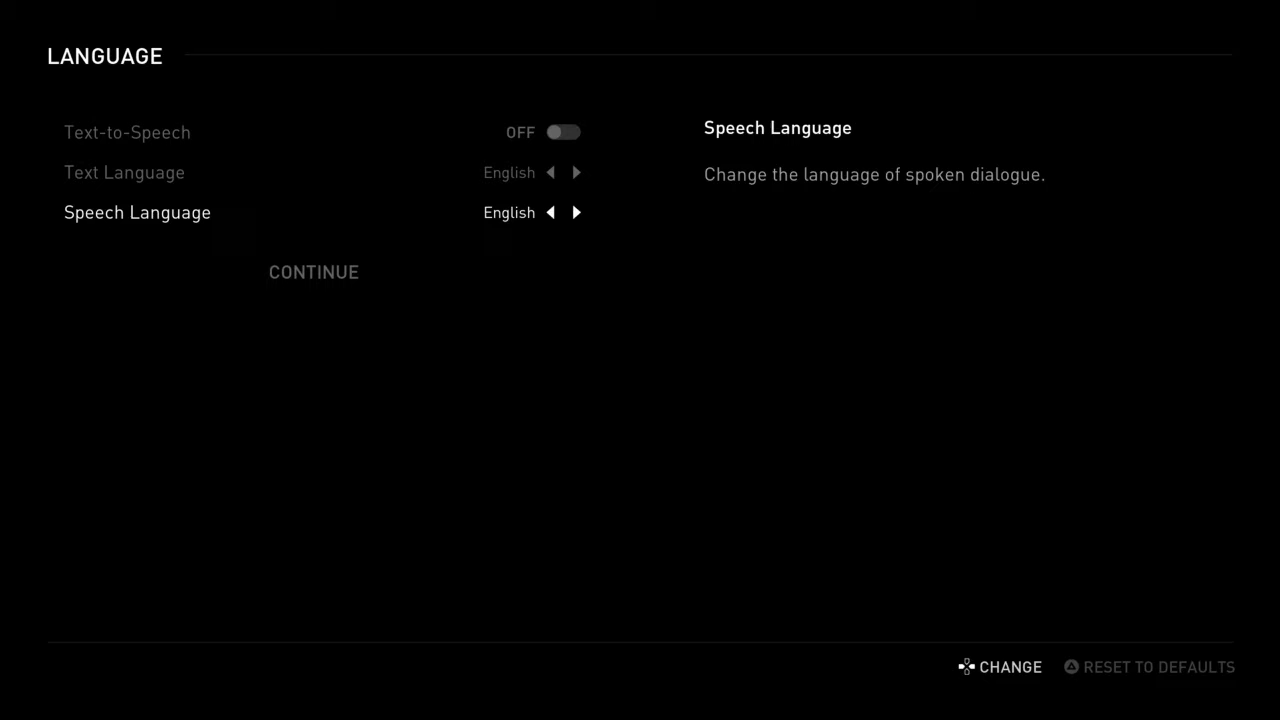 LANGUAGE
Text-to-Speech OFF
Text Language English
Speech Language English
CONTINUE
Speech Language
Change the language of spoken dialogue.
CHANGE RESET TO DEFAULTS